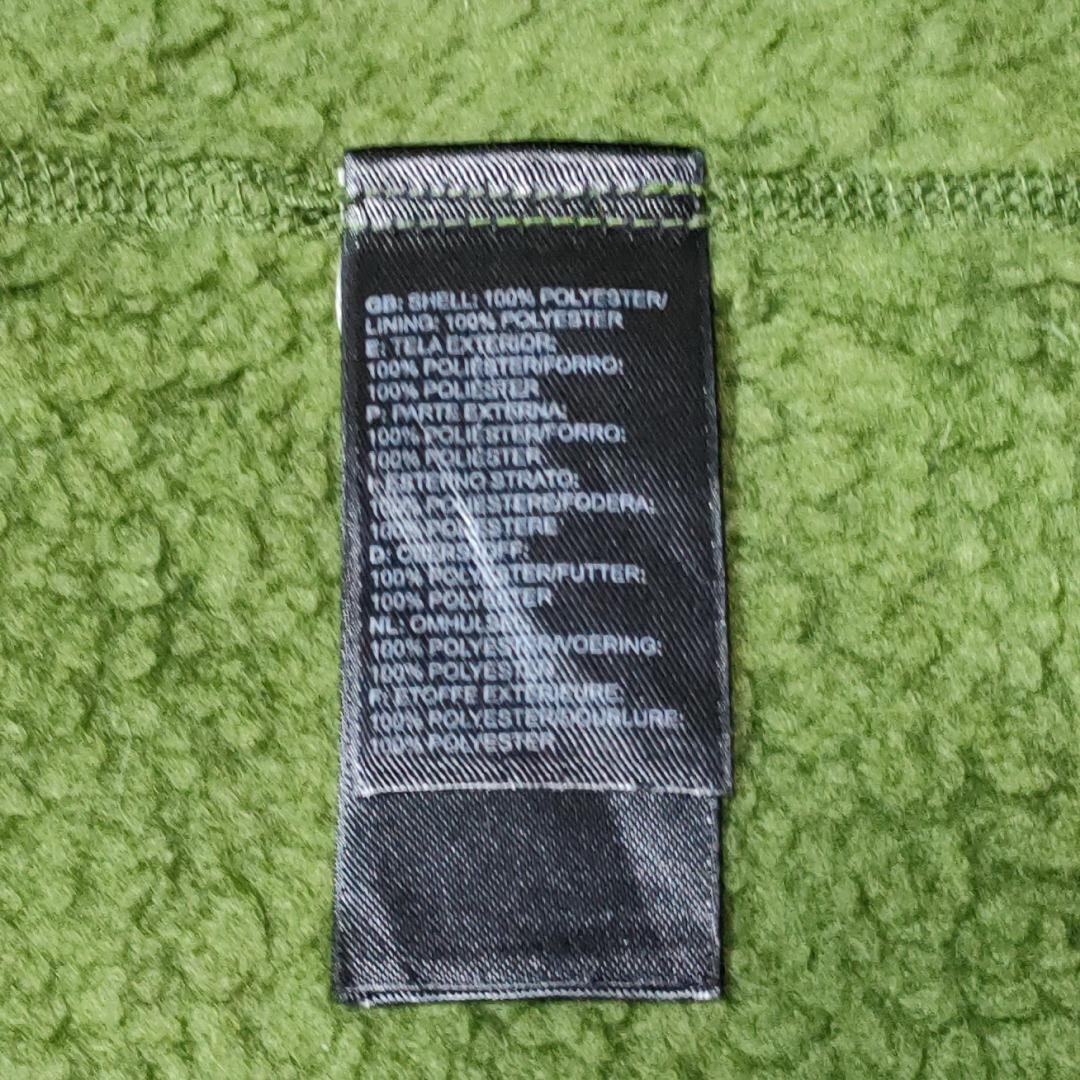 GB: SHELL: 100% POLYESTER/
LINING: 100% POLYESTER
E: TELA EXTERIOR:
100% POLIESTER/FORRO:
100% POLIESTER
P: PARTE EXTERNA:
100% POLIESTER/FORRO:
100% POLIESTER
I: ESTERNO STRATO:
100% POLIESTERE/FODERA:
100% POLIESTERE
D: OBERSTOFF:
100% POLYESTER/FUTTER:
100% POLYESTER
NL: OMHULSEL:
100% POLYESTER/VOERING:
100% POLYESTER
F: ETOFFE EXTERIEURE:
100% POLYESTER/DOUBLURE:
100% POLYESTER